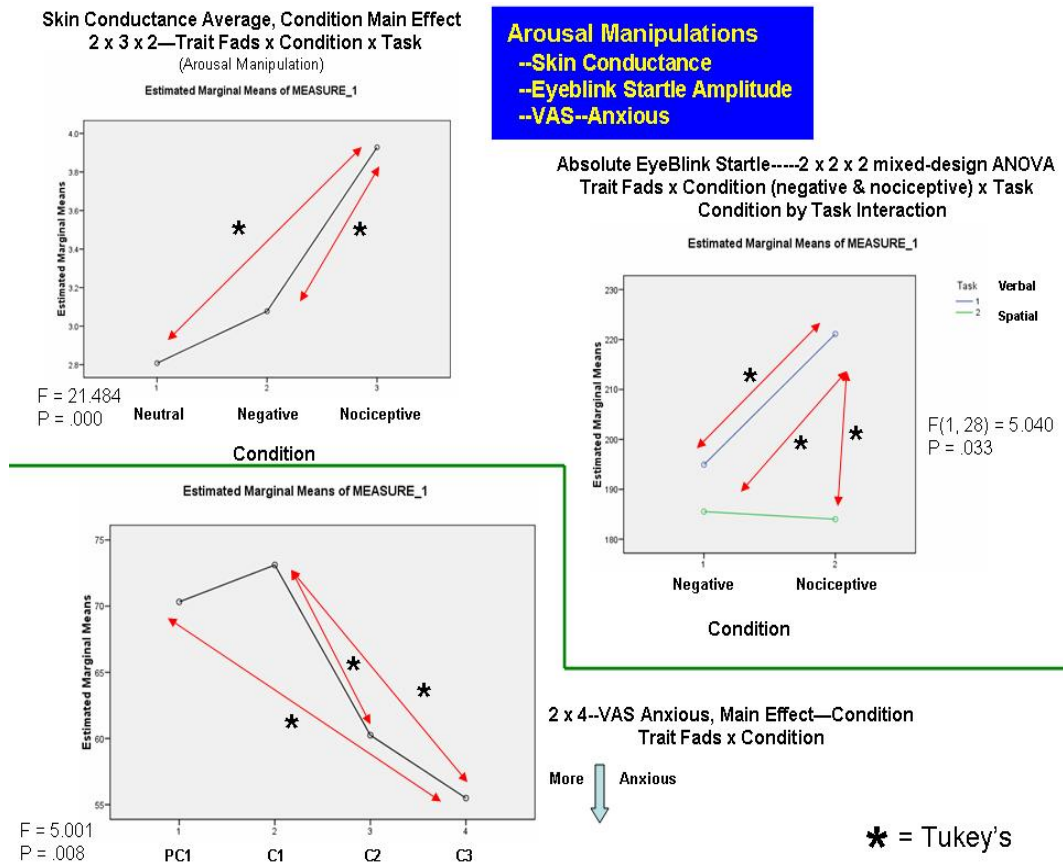 Skin Conductance Average, Condition Main Effect
2 x 3 x 2—Trait Fads x Condition x Task
(Arousal Manipulation)
Estimated Marginal Means of MEASURE_1
Estimated Marginal Means
4.0
3.8
3.6
3.4
3.2
3.0
2.8
*
*
1 2 3
Neutral Negative Nociceptive
F = 21.484
P = .000
Condition
Arousal Manipulations
--Skin Conductance
--Eyeblink Startle Amplitude
--VAS--Anxious
Absolute EyeBlink Startle-----2 x 2 x 2 mixed-design ANOVA
Trait Fads x Condition (negative & nociceptive) x Task
Condition by Task Interaction
Estimated Marginal Means of MEASURE_1
Estimated Marginal Means
230
220
210
200
190
180
*
*
*
1 2
Negative Nociceptive
Condition
Task
1 Verbal
2 Spatial
F(1, 28) = 5.040
P = .033
Estimated Marginal Means of MEASURE_1
Estimated Marginal Means
75
70
65
60
55
*
*
*
1 2 3 4
PC1 C1 C2 C3
F = 5.001
P = .008
2 x 4--VAS Anxious, Main Effect—Condition
Trait Fads x Condition
More Anxious
* = Tukey's